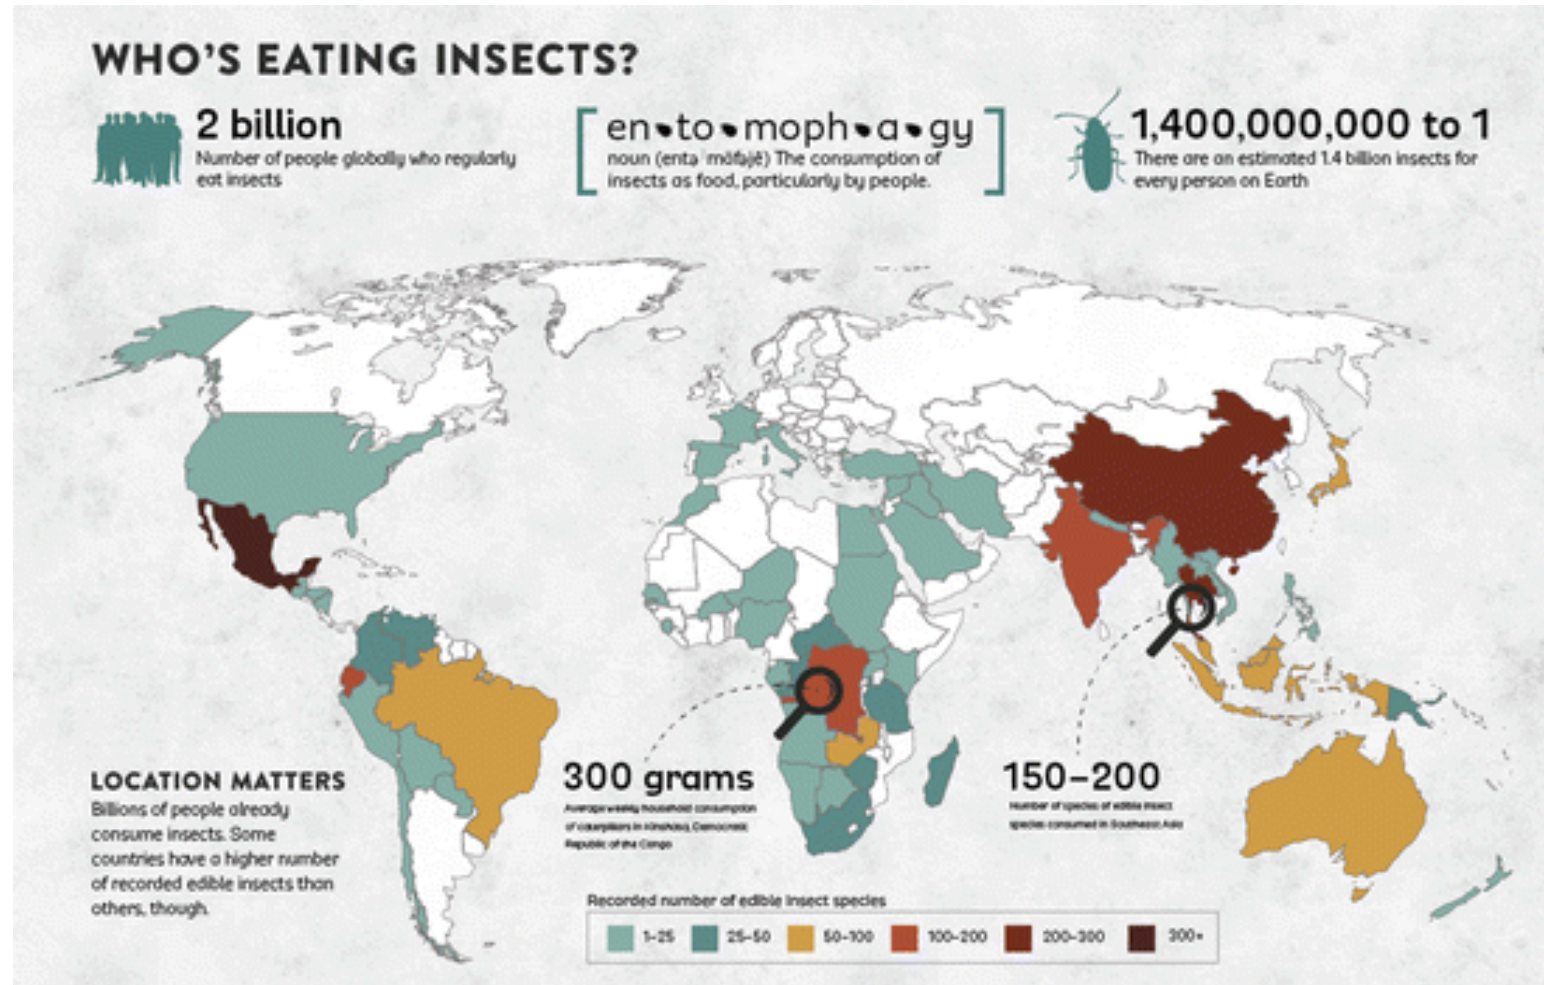 WHO'S EATING INSECTS?
2 billion
Number of people globally who regularly
eat insects
en•to•moph•a•gy
noun (entə ˈmäfəjē) The consumption of
insects as food, particularly by people.
1,400,000,000 to 1
There are an estimated 1.4 billion insects for
every person on Earth
LOCATION MATTERS
Billions of people already
consume insects. Some
countries have a higher number
of recorded edible insects than
others, though.
300 grams
Average weekly household consumption
of caterpillars in Kinshasa, Democratic
Republic of the Congo
150–200
Number of species of edible insect
species consumed in Southeast Asia
Recorded number of edible insect species
1-25 25-50 50-100 100-200 200-300 300+